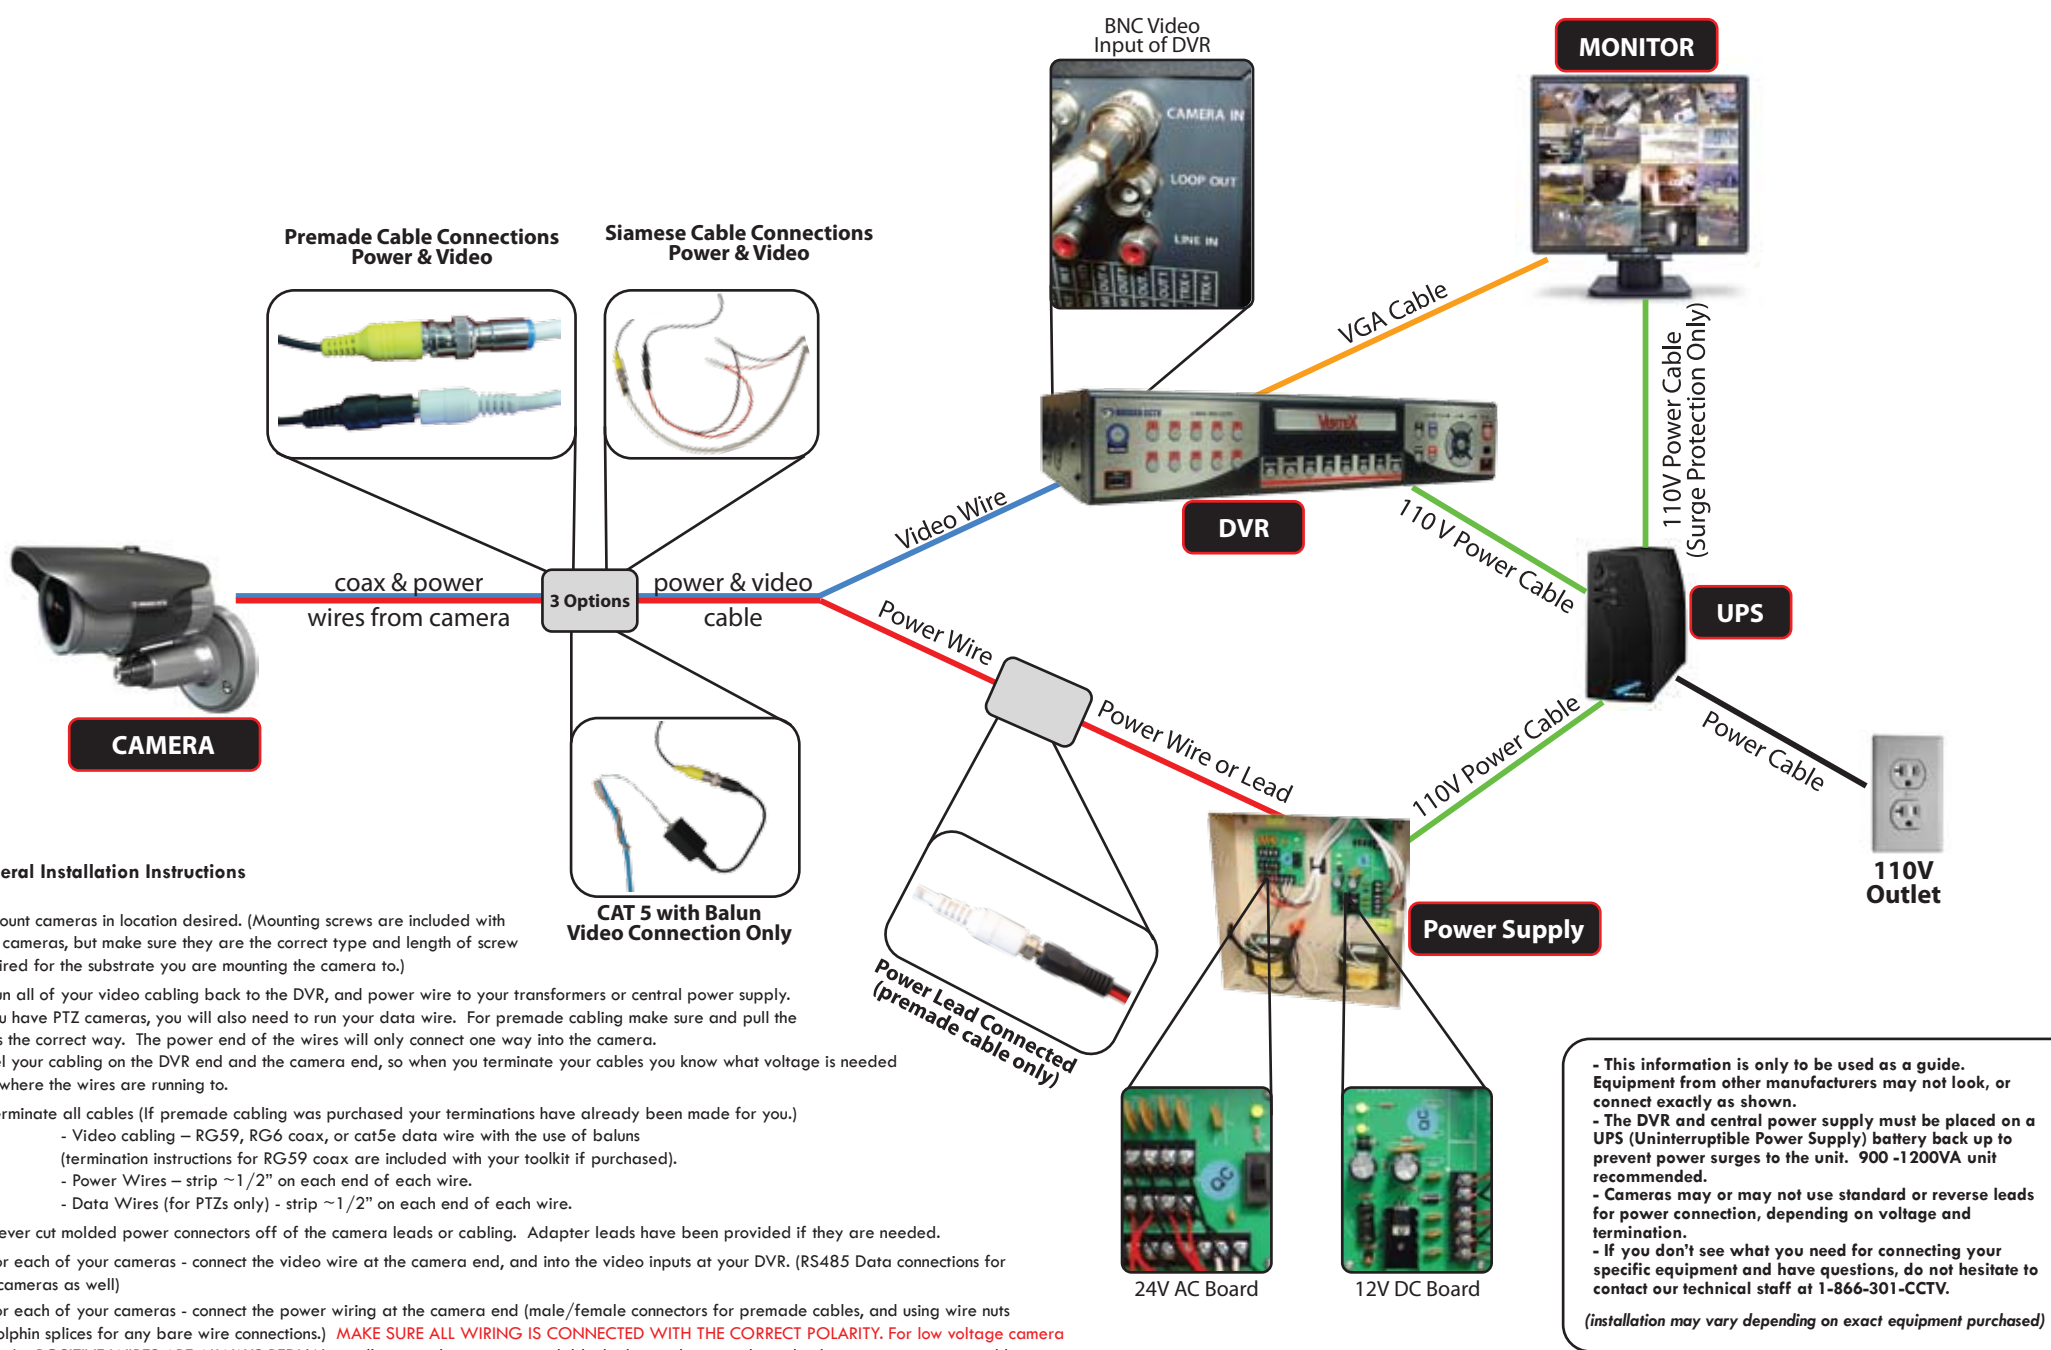 BNC Video
Input of DVR
MONITOR
CAMERA IN
LOOP OUT
LINE IN
Premade Cable Connections
Power & Video
Siamese Cable Connections
Power & Video
VGA Cable
110V Power Cable
(Surge Protection Only)
VerteX
DVR
Video Wire
110 V Power Cable
coax & power
wires from camera
3 Options
power & video
cable
UPS
Power Wire
CAMERA
Power Wire or Lead
110V Power Cable
Power Cable
110V
Outlet
CAT 5 with Balun
Video Connection Only
Power Supply
Power Lead Connected
(premade cable only)
QC
QC
24V AC Board
12V DC Board
eral Installation Instructions
ount cameras in location desired. (Mounting screws are included with
cameras, but make sure they are the correct type and length of screw
ired for the substrate you are mounting the camera to.)
un all of your video cabling back to the DVR, and power wire to your transformers or central power supply.
u have PTZ cameras, you will also need to run your data wire. For premade cabling make sure and pull the
s the correct way. The power end of the wires will only connect one way into the camera.
el your cabling on the DVR end and the camera end, so when you terminate your cables you know what voltage is needed
where the wires are running to.
erminate all cables (If premade cabling was purchased your terminations have already been made for you.)
- Video cabling – RG59, RG6 coax, or cat5e data wire with the use of baluns
(termination instructions for RG59 coax are included with your toolkit if purchased).
- Power Wires – strip ~1/2" on each end of each wire.
- Data Wires (for PTZs only) - strip ~1/2" on each end of each wire.
ever cut molded power connectors off of the camera leads or cabling. Adapter leads have been provided if they are needed.
or each of your cameras - connect the video wire at the camera end, and into the video inputs at your DVR. (RS485 Data connections for
cameras as well)
or each of your cameras - connect the power wiring at the camera end (male/female connectors for premade cables, and using wire nuts
olphin splices for any bare wire connections.) MAKE SURE ALL WIRING IS CONNECTED WITH THE CORRECT POLARITY. For low voltage camera
- This information is only to be used as a guide.
Equipment from other manufacturers may not look, or
connect exactly as shown.
- The DVR and central power supply must be placed on a
UPS (Uninterruptible Power Supply) battery back up to
prevent power surges to the unit. 900 -1200VA unit
recommended.
- Cameras may or may not use standard or reverse leads
for power connection, depending on voltage and
termination.
- If you don't see what you need for connecting your
specific equipment and have questions, do not hesitate to
contact our technical staff at 1-866-301-CCTV.
(installation may vary depending on exact equipment purchased)